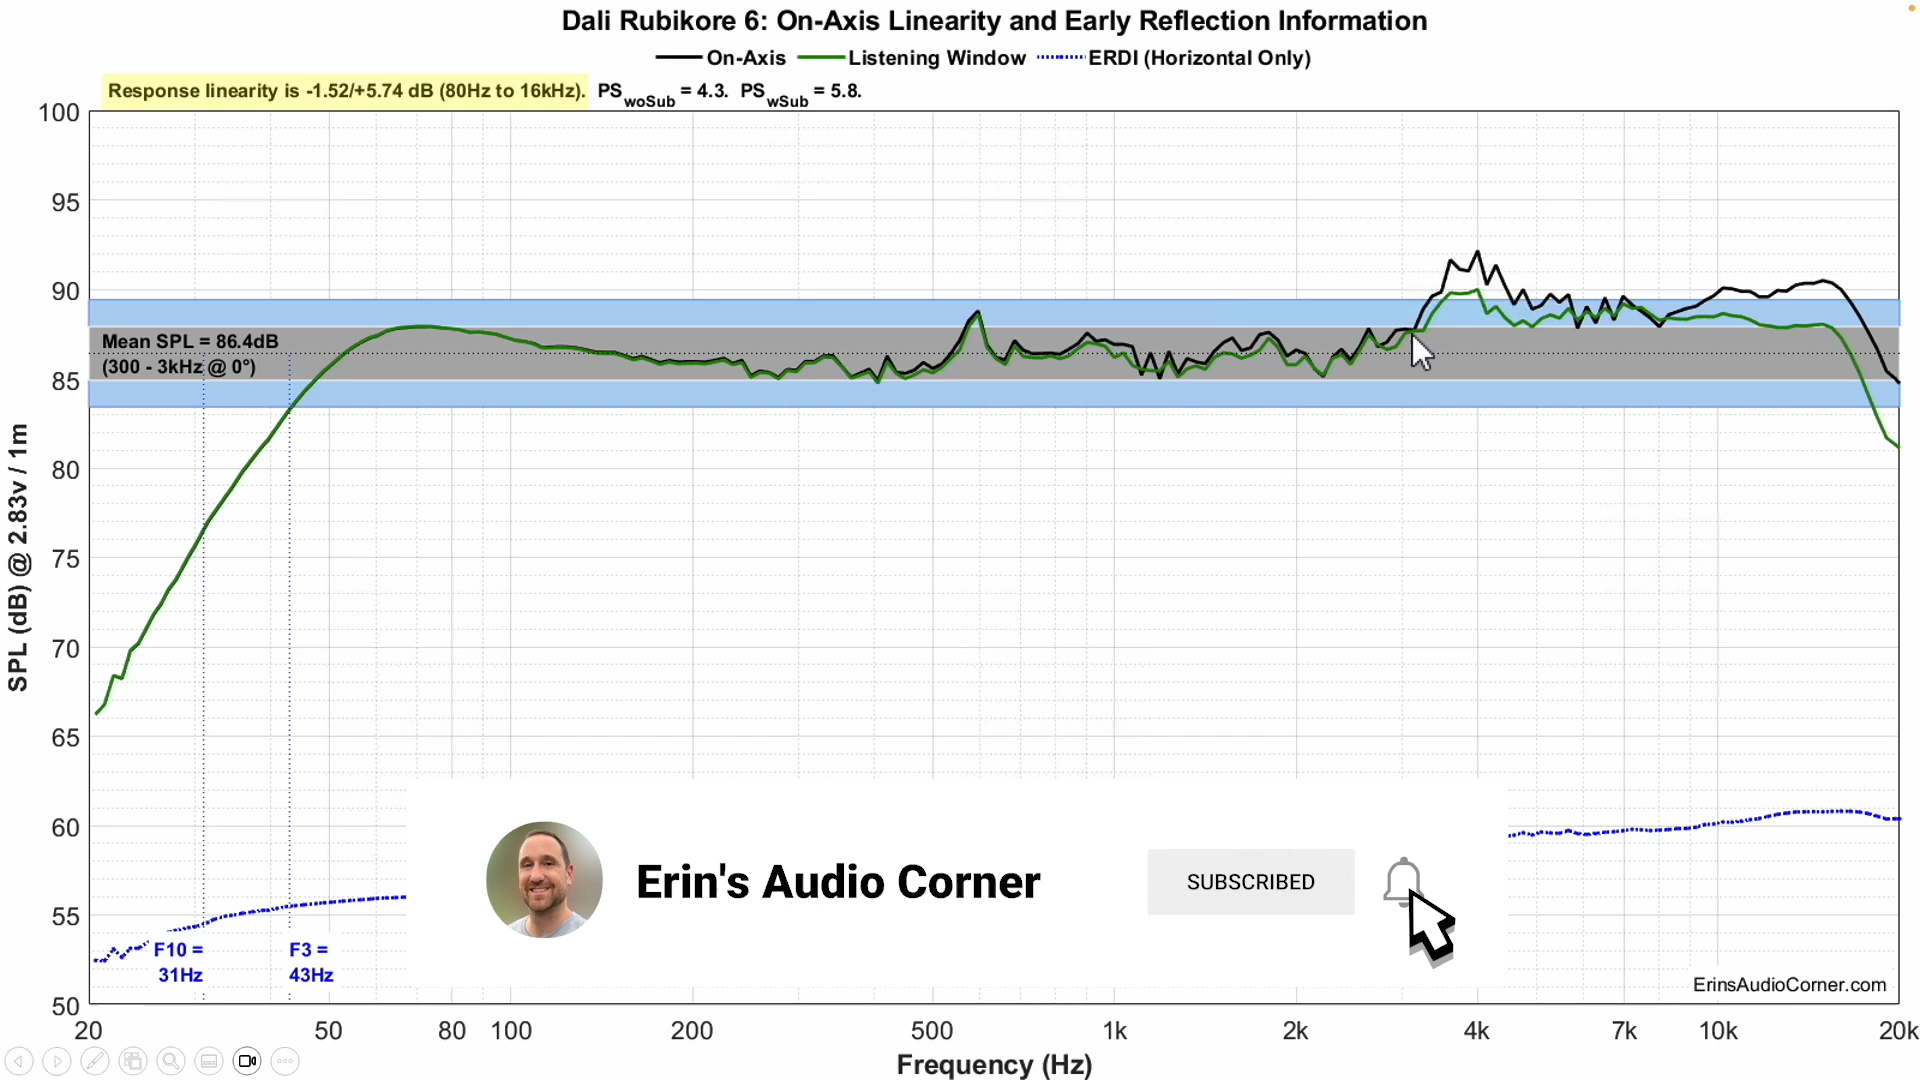 Dali Rubikore 6: On-Axis Linearity and Early Reflection Information
On-Axis Listening Window ERDI (Horizontal Only)
Response linearity is -1.52/+5.74 dB (80Hz to 16kHz). PSwoSub = 4.3. PSwSub = 5.8.
100
95
90
Mean SPL = 86.4dB
(300 - 3kHz @ 0°)
85
80
75
70
65
60
55
50
SPL (dB) @ 2.83v / 1m
Erin's Audio Corner
SUBSCRIBED
F10 =
31Hz
F3 =
43Hz
ErinsAudioCorner.com
20 50 80 100 200 500 1k 2k 4k 7k 10k 20k
Frequency (Hz)